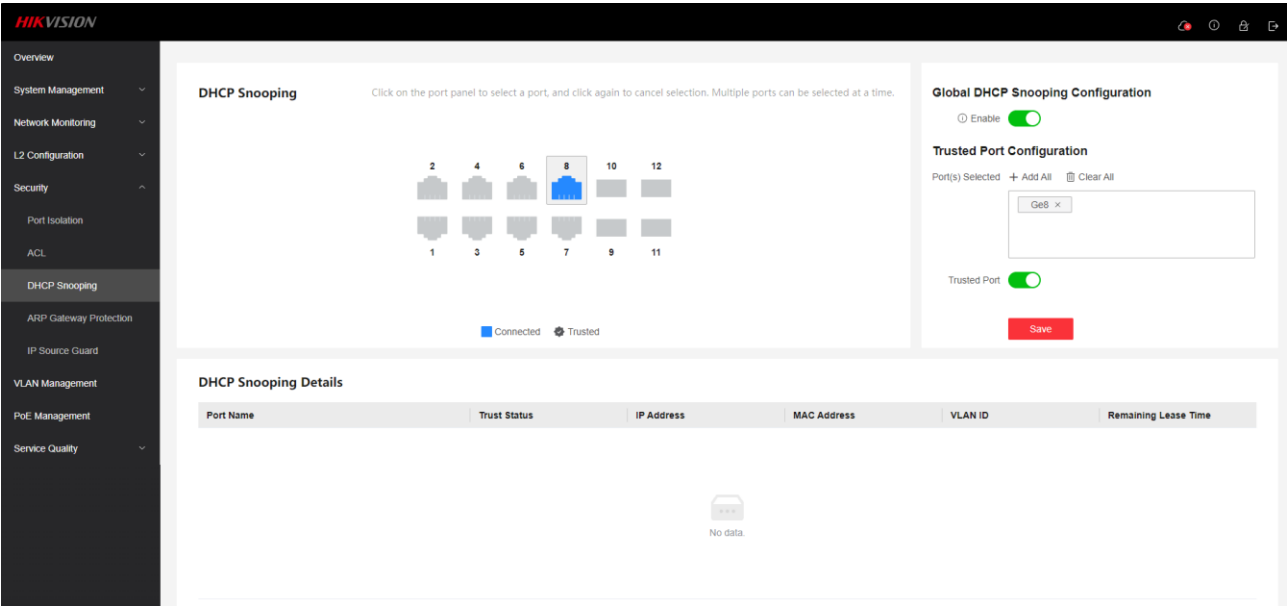 HIKVISION
Overview
System Management
Network Monitoring
L2 Configuration
Security
Port Isolation
ACL
DHCP Snooping
ARP Gateway Protection
IP Source Guard
VLAN Management
PoE Management
Service Quality
DHCP Snooping
Click on the port panel to select a port, and click again to cancel selection. Multiple ports can be selected at a time.
2 4 6 8 10 12
1 3 5 7 9 11
Connected Trusted
Global DHCP Snooping Configuration
Enable
Trusted Port Configuration
Port(s) Selected + Add All Clear All
Ge8 ×
Trusted Port
Save
DHCP Snooping Details
Port Name Trust Status IP Address MAC Address VLAN ID Remaining Lease Time
No data.